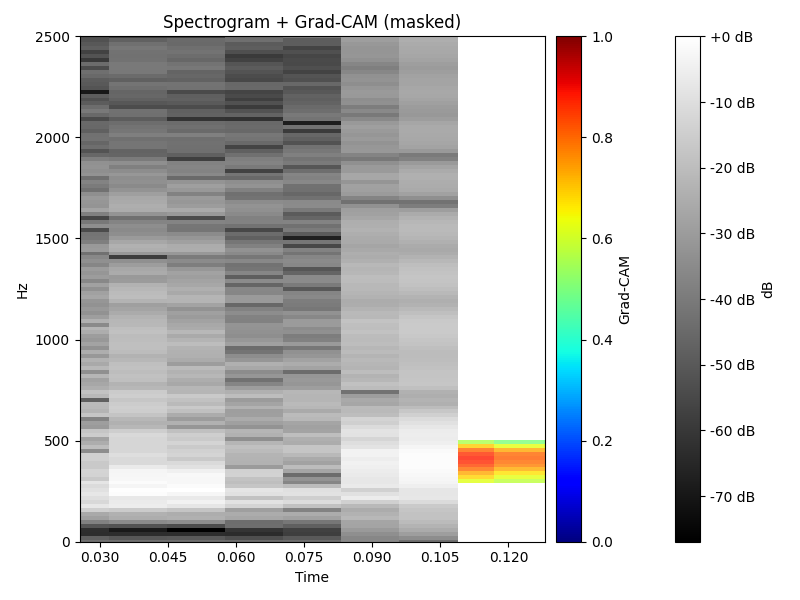 Spectrogram + Grad-CAM (masked)
Hz
2500
2000
1500
1000
500
0
0.030 0.045 0.060 0.075 0.090 0.105 0.120
Time
1.0
0.8
0.6
0.4
0.2
0.0
Grad-CAM
+0 dB
-10 dB
-20 dB
-30 dB
-40 dB
-50 dB
-60 dB
-70 dB
dB